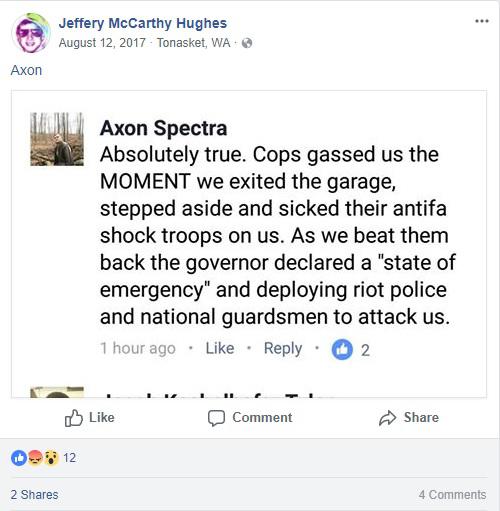 Jeffery McCarthy Hughes
August 12, 2017 · Tonasket, WA ·
Axon
Axon Spectra
Absolutely true. Cops gassed us the
MOMENT we exited the garage,
stepped aside and sicked their antifa
shock troops on us. As we beat them
back the governor declared a "state of
emergency" and deploying riot police
and national guardsmen to attack us.
1 hour ago · Like · Reply · 2
Like Comment Share
12
2 Shares 4 Comments